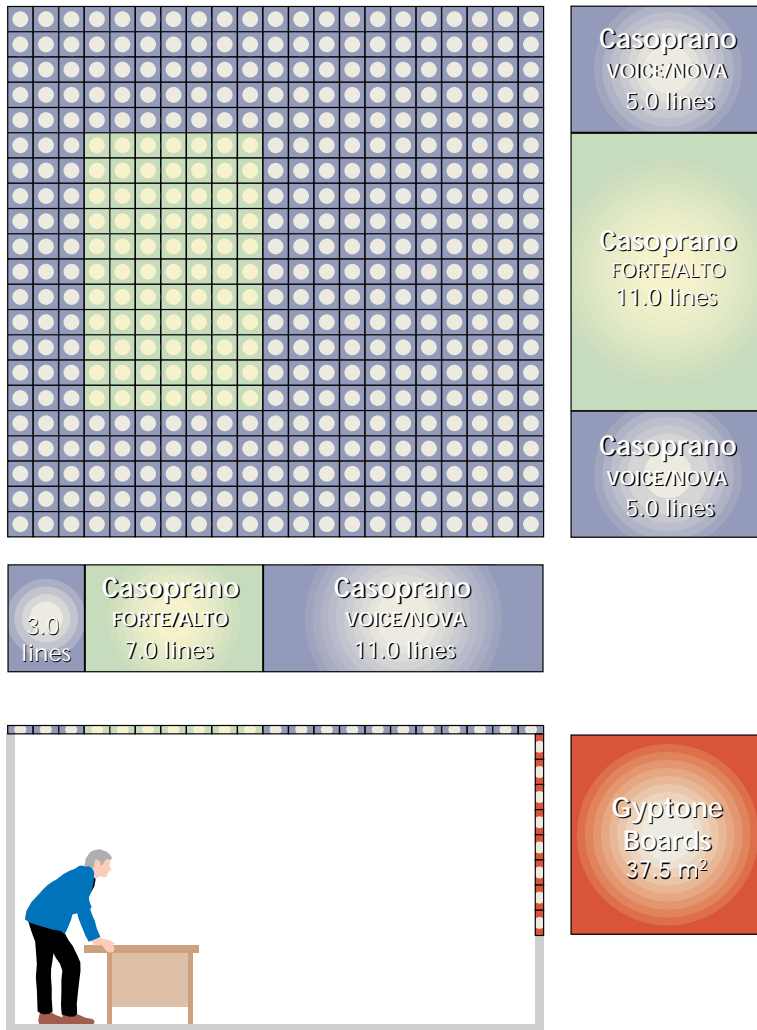 Casoprano
VOICE/NOVA
5.0 lines
Casoprano
FORTE/ALTO
11.0 lines
Casoprano
VOICE/NOVA
5.0 lines
3.0
lines
Casoprano
FORTE/ALTO
7.0 lines
Casoprano
VOICE/NOVA
11.0 lines
Gyptone
Boards
37.5 m²